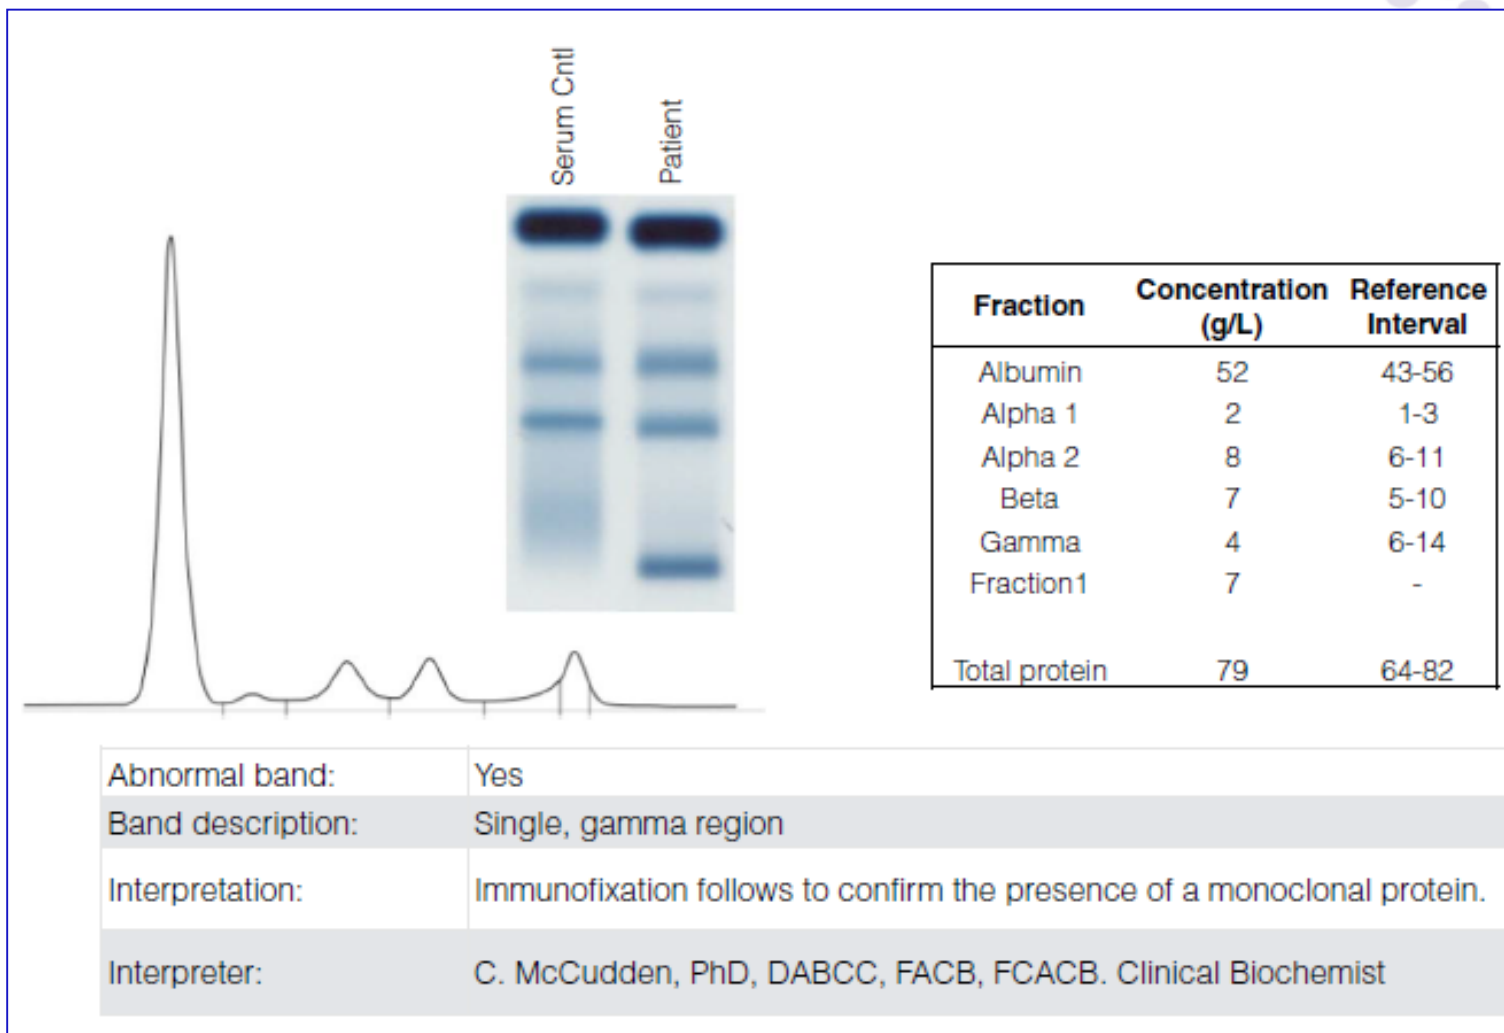 Serum Cntl
Patient
Fraction Concentration (g/L) Reference Interval
Albumin 52 43-56
Alpha 1 2 1-3
Alpha 2 8 6-11
Beta 7 5-10
Gamma 4 6-14
Fraction1 7 -
Total protein 79 64-82
Abnormal band: Yes
Band description: Single, gamma region
Interpretation: Immunofixation follows to confirm the presence of a monoclonal protein.
Interpreter: C. McCudden, PhD, DABCC, FACB, FCACB. Clinical Biochemist